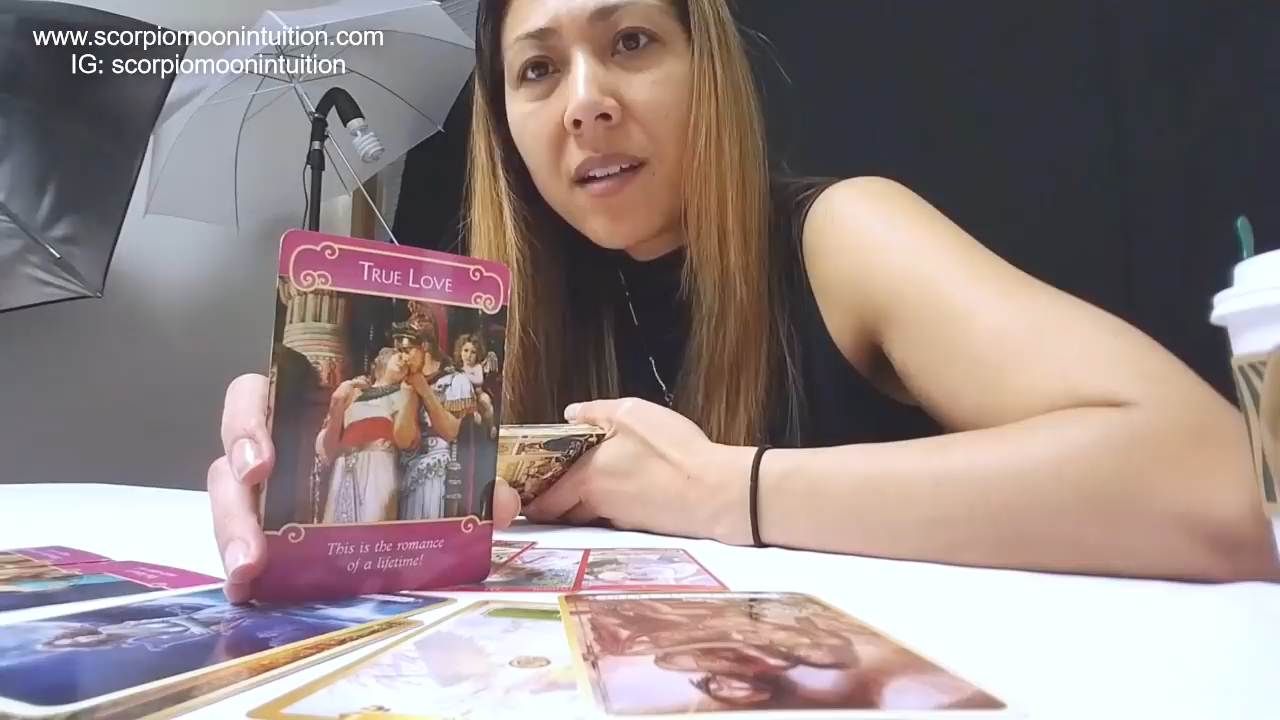 www.scorpiomoonintuition.com
IG: scorpiomoonintuition
TRUE LOVE
This is the romance
of a lifetime!